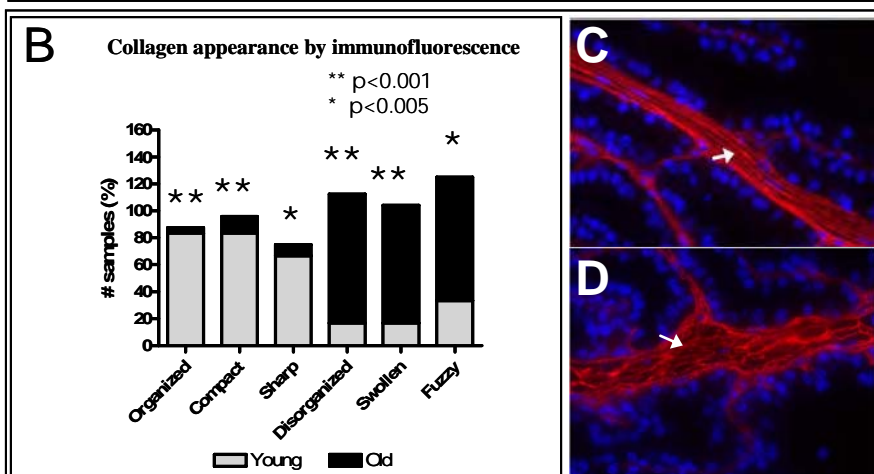 B
Collagen appearance by immunofluorescence
** p<0.001
* p<0.005
# samples (%)
160
140
120
100
80
60
40
20
0
**
**
*
**
**
*
Organized
Compact
Sharp
Disorganized
Swollen
Fuzzy
Young
Old
C
D